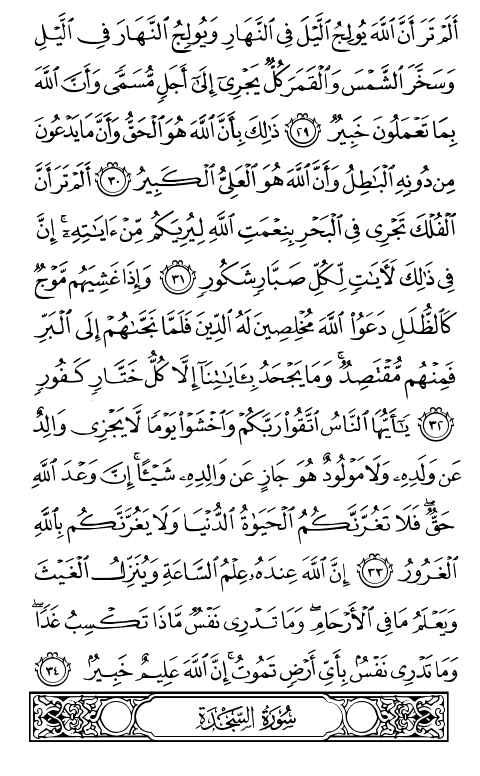 أَلَمۡ تَرَ أَنَّ ٱللَّهَ يُولِجُ ٱلَّيۡلَ فِي ٱلنَّهَارِ وَيُولِجُ ٱلنَّهَارَ فِي ٱلَّيۡلِ
وَسَخَّرَ ٱلشَّمۡسَ وَٱلۡقَمَرَۖ كُلّٞ يَجۡرِيٓ إِلَىٰٓ أَجَلٖ مُّسَمّٗى وَأَنَّ ٱللَّهَ
بِمَا تَعۡمَلُونَ خَبِيرٞ ٢٩ ذَٰلِكَ بِأَنَّ ٱللَّهَ هُوَ ٱلۡحَقُّ وَأَنَّ مَا يَدۡعُونَ
مِن دُونِهِ ٱلۡبَٰطِلُ وَأَنَّ ٱللَّهَ هُوَ ٱلۡعَلِيُّ ٱلۡكَبِيرُ ٣٠ أَلَمۡ تَرَ أَنَّ
ٱلۡفُلۡكَ تَجۡرِي فِي ٱلۡبَحۡرِ بِنِعۡمَتِ ٱللَّهِ لِيُرِيَكُم مِّنۡ ءَايَٰتِهِۦٓۚ إِنَّ
فِي ذَٰلِكَ لَأٓيَٰتٖ لِّكُلِّ صَبَّارٖ شَكُورٖ ٣١ وَإِذَا غَشِيَهُم مَّوۡجٞ
كَٱلظُّلَلِ دَعَوُاْ ٱللَّهَ مُخۡلِصِينَ لَهُ ٱلدِّينَ فَلَمَّا نَجَّىٰهُمۡ إِلَى ٱلۡبَرِّ
فَمِنۡهُم مُّقۡتَصِدٞۚ وَمَا يَجۡحَدُ بِـَٔايَٰتِنَآ إِلَّا كُلُّ خَتَّارٖ كَفُورٖ
٣٢ يَٰٓأَيُّهَا ٱلنَّاسُ ٱتَّقُواْ رَبَّكُمۡ وَٱخۡشَوۡاْ يَوۡمٗا لَّا يَجۡزِي وَالِدٌ
عَن وَلَدِهِۦ وَلَا مَوۡلُودٌ هُوَ جَازٍ عَن وَالِدِهِۦ شَيۡـًٔاۚ إِنَّ وَعۡدَ ٱللَّهِ
حَقّٞۖ فَلَا تَغُرَّنَّكُمُ ٱلۡحَيَوٰةُ ٱلدُّنۡيَا وَلَا يَغُرَّنَّكُم بِٱللَّهِ
ٱلۡغَرُورُ ٣٣ إِنَّ ٱللَّهَ عِندَهُۥ عِلۡمُ ٱلسَّاعَةِ وَيُنَزِّلُ ٱلۡغَيۡثَ
وَيَعۡلَمُ مَا فِي ٱلۡأَرۡحَامِۖ وَمَا تَدۡرِي نَفۡسٞ مَّاذَا تَكۡسِبُ غَدٗاۖ
وَمَا تَدۡرِي نَفۡسُۢ بِأَيِّ أَرۡضٖ تَمُوتُۚ إِنَّ ٱللَّهَ عَلِيمٌ خَبِيرُۢ ٣٤
سُورَةُ السَّجْدَةِ